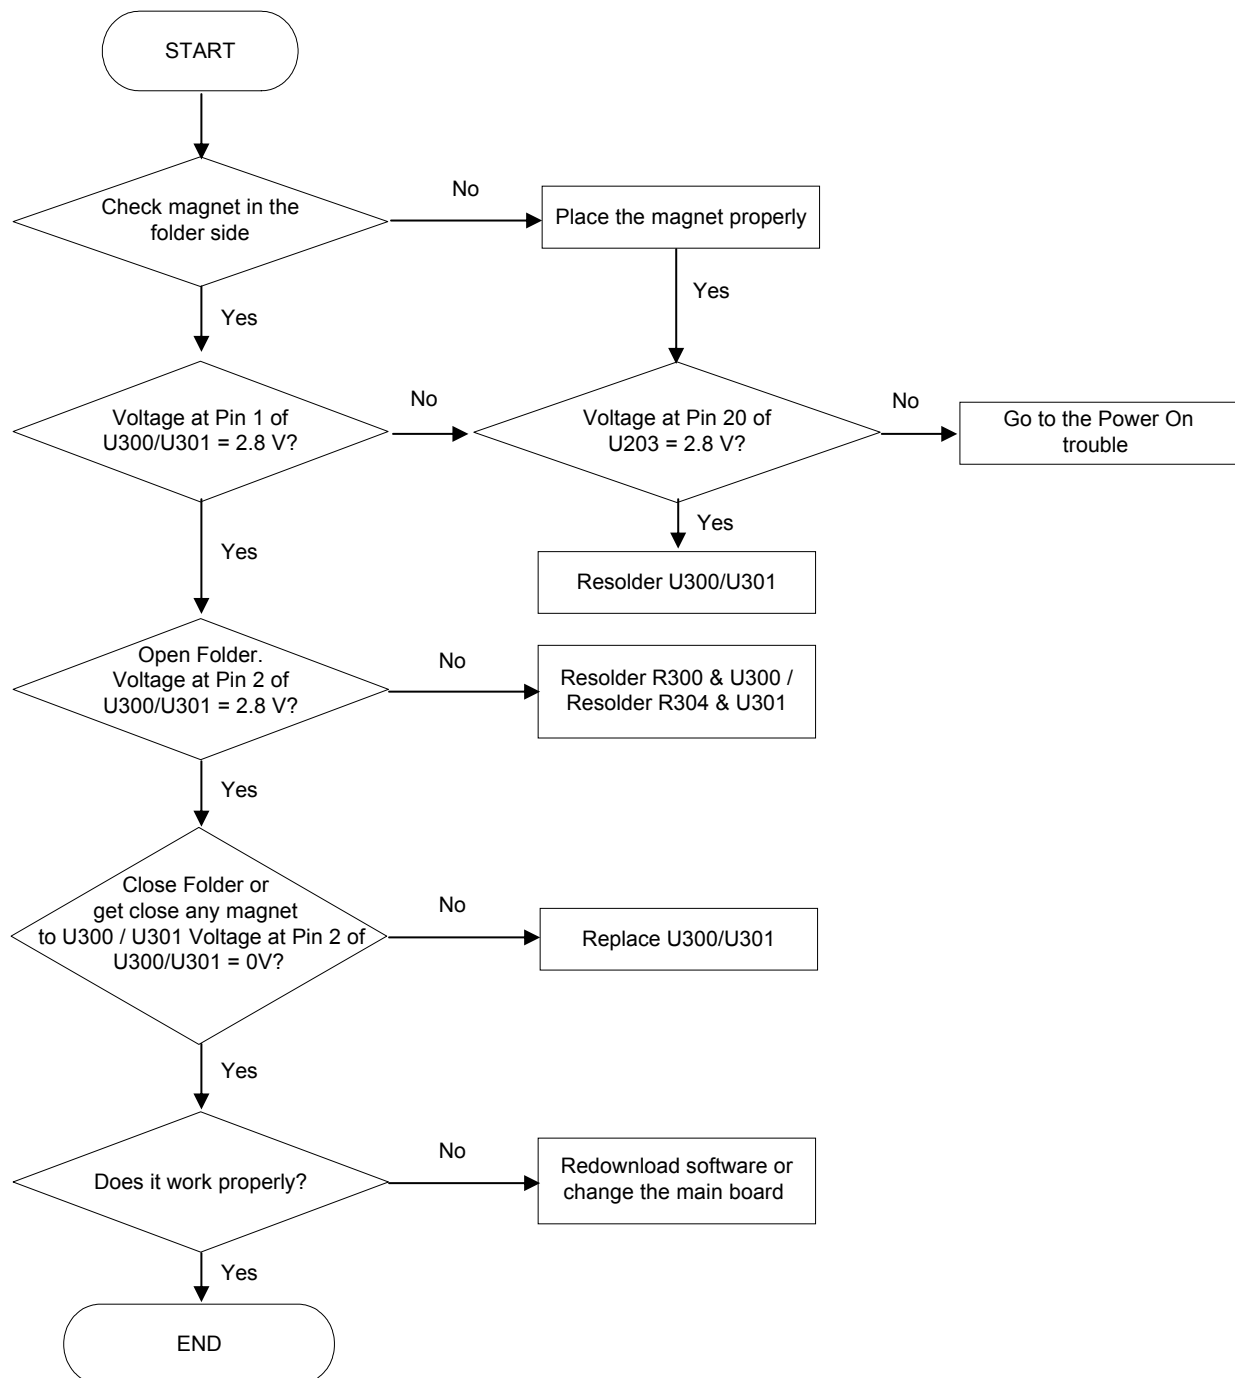 START
Check magnet in the
folder side
No
Place the magnet properly
Yes
Yes
Voltage at Pin 1 of
U300/U301 = 2.8 V?
No
Voltage at Pin 20 of
U203 = 2.8 V?
No
Go to the Power On
trouble
Yes
Yes
Resolder U300/U301
Open Folder.
Voltage at Pin 2 of
U300/U301 = 2.8 V?
No
Resolder R300 & U300 /
Resolder R304 & U301
Yes
Close Folder or
get close any magnet
to U300 / U301 Voltage at Pin 2 of
U300/U301 = 0V?
No
Replace U300/U301
Yes
Does it work properly?
No
Redownload software or
change the main board
Yes
END